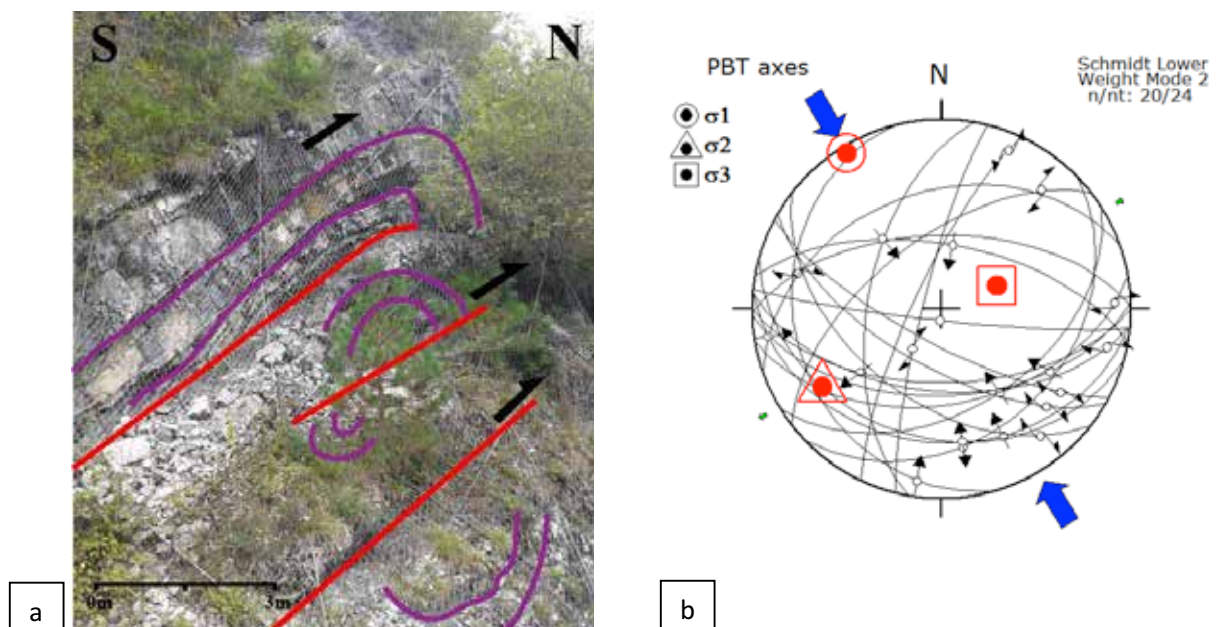 S N
0m 3m
a
PBT axes
σ1
σ2
σ3
N
Schmidt Lower
Weight Mode 2
n/nt: 20/24
b